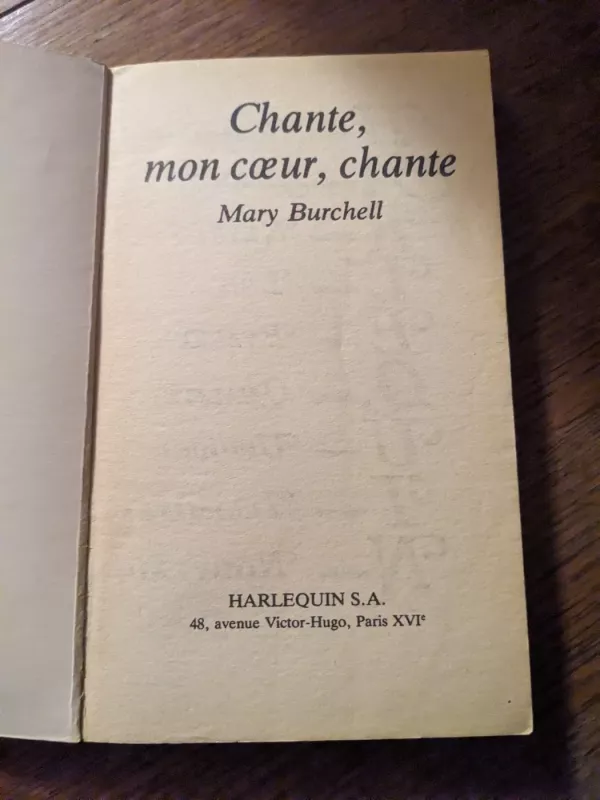 Chante,
mon cœur, chante
Mary Burchell
HARLEQUIN S.A.
48, avenue Victor-Hugo, Paris XVIᵉ